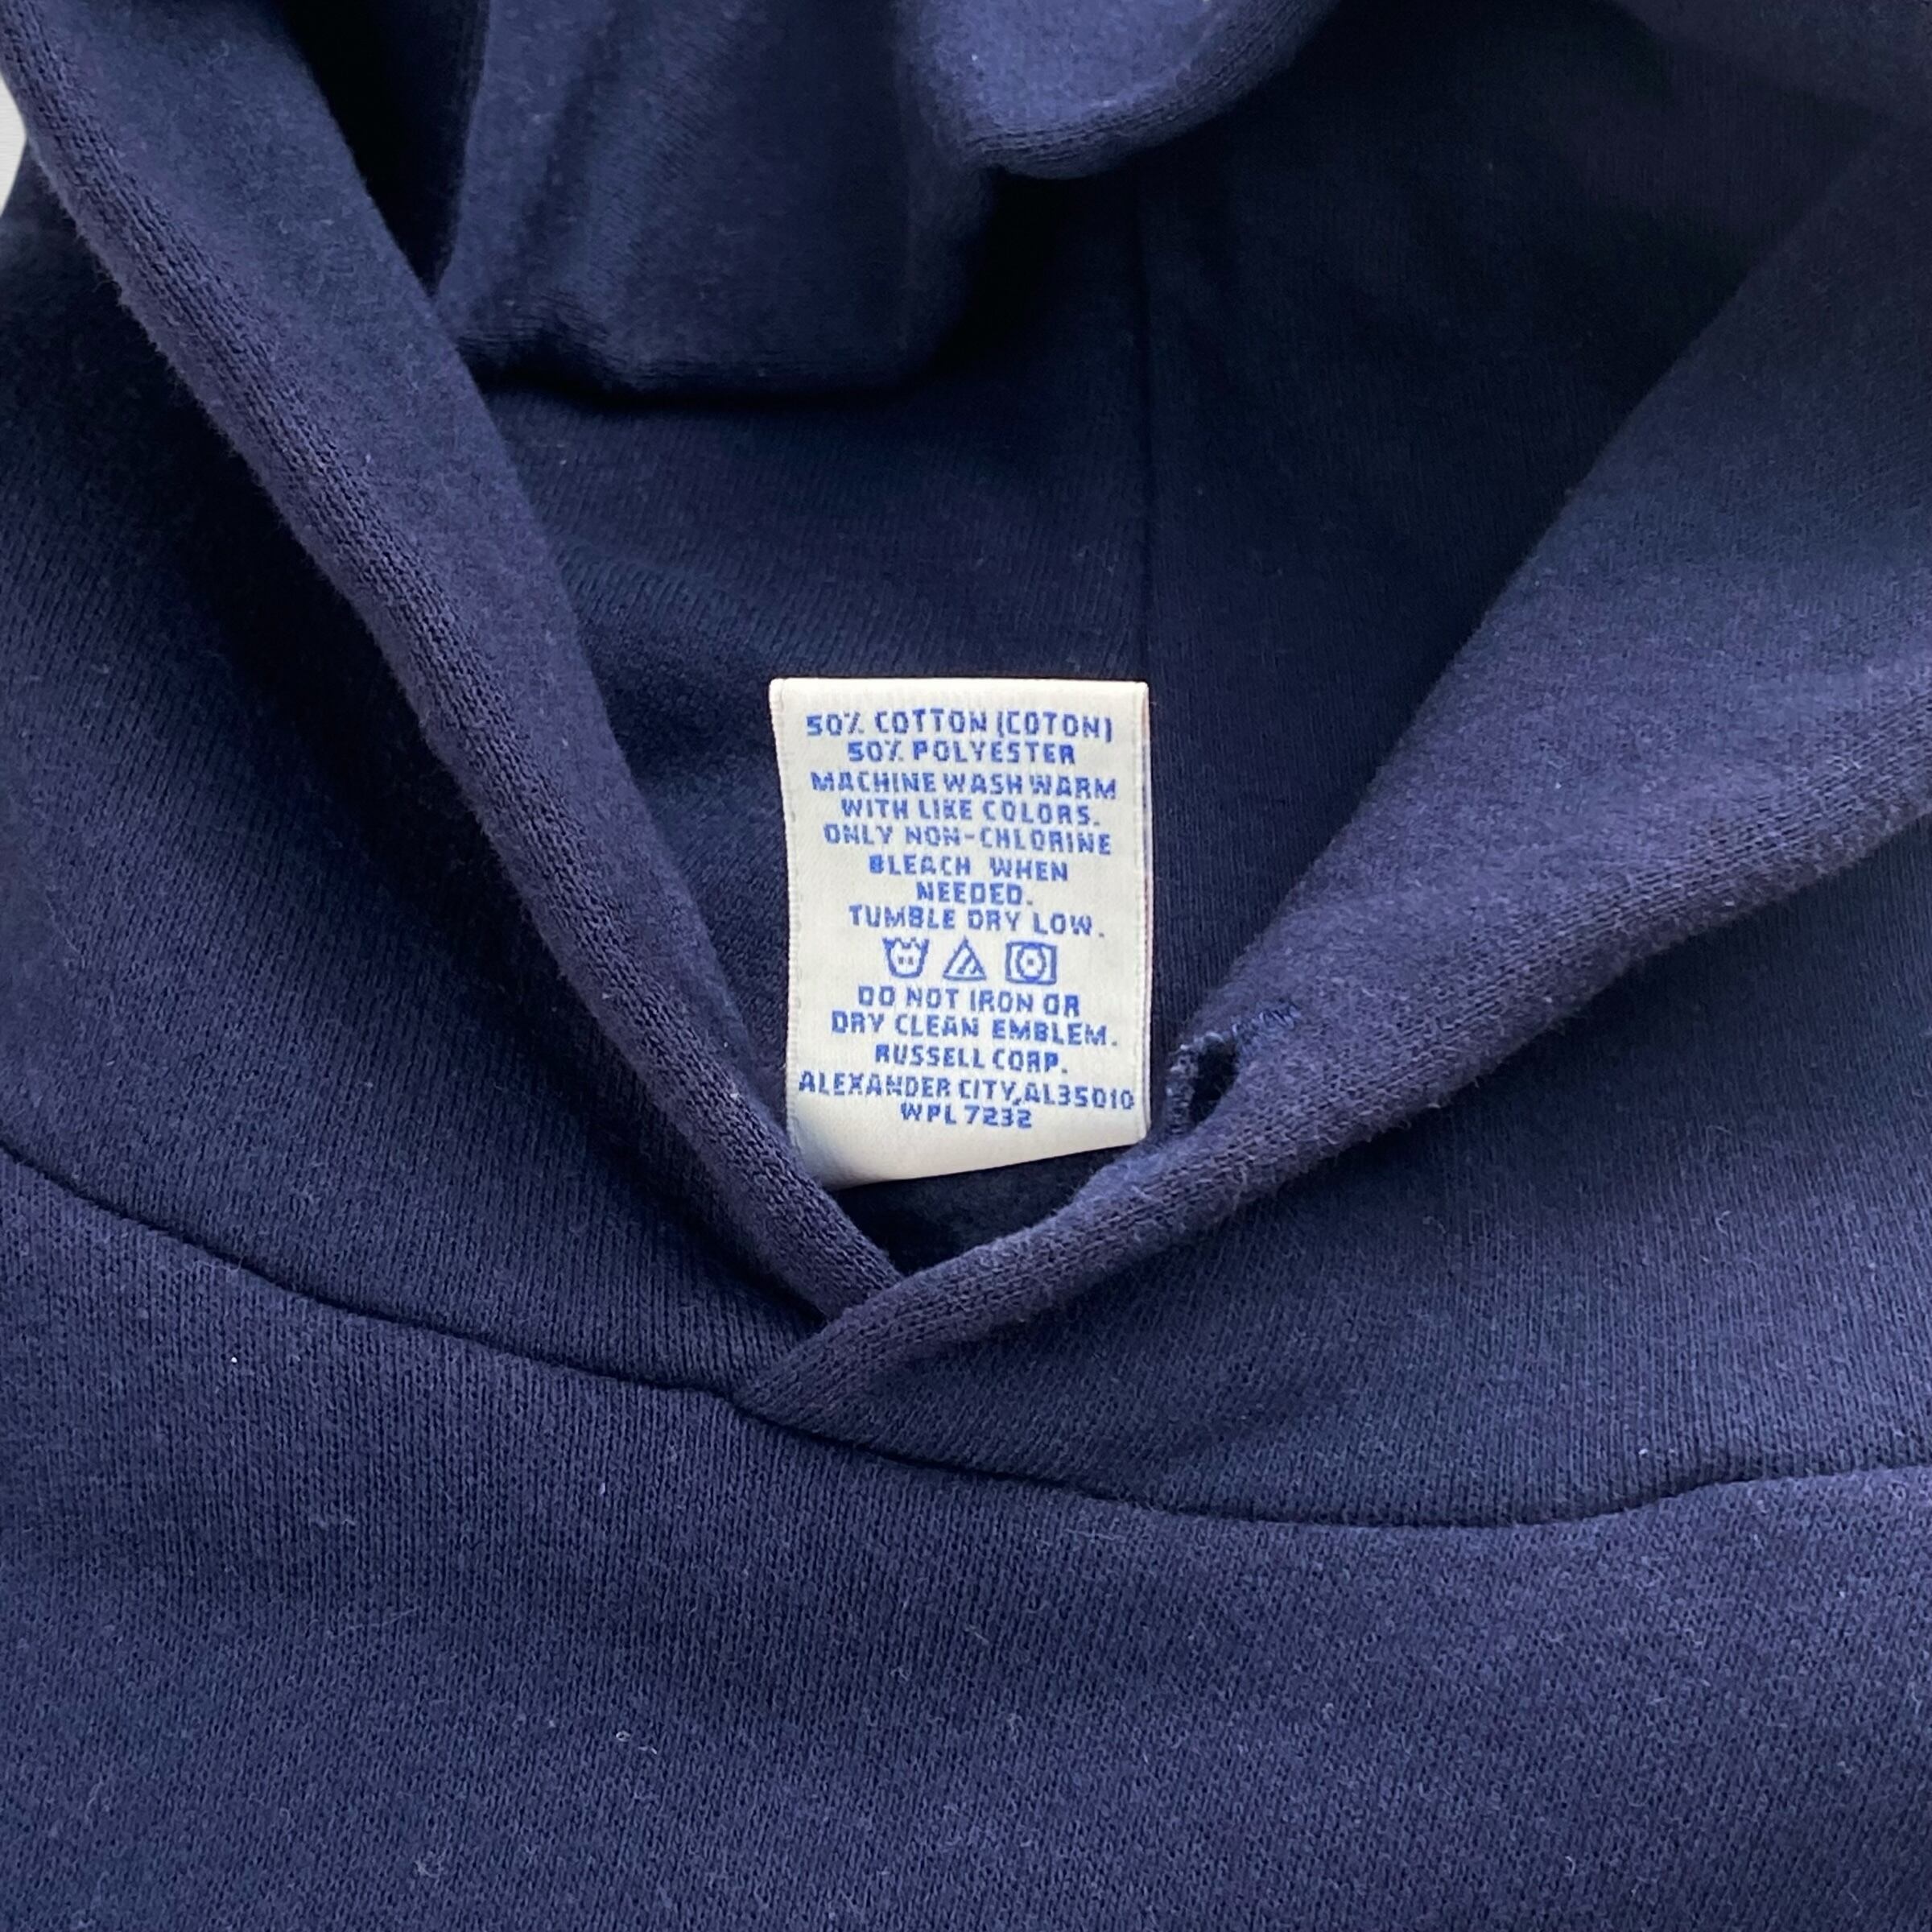 50% COTTON (COTON)
50% POLYESTER
MACHINE WASH WARM
WITH LIKE COLORS.
ONLY NON-CHLORINE
BLEACH WHEN
NEEDED.
TUMBLE DRY LOW.
DO NOT IRON OR
DRY CLEAN EMBLEM.
RUSSELL CORP.
ALEXANDER CITY,AL35010
WPL 7232